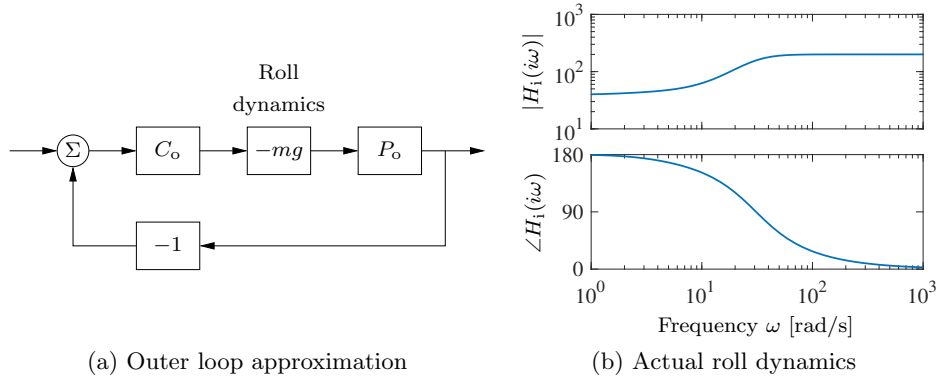 Roll
dynamics
Σ
C_o
−mg
P_o
−1
(a) Outer loop approximation
|H_i(iω)|
10^3
10^2
10^1
∠H_i(iω)
180
90
0
10^0 10^1 10^2 10^3
Frequency ω [rad/s]
(b) Actual roll dynamics